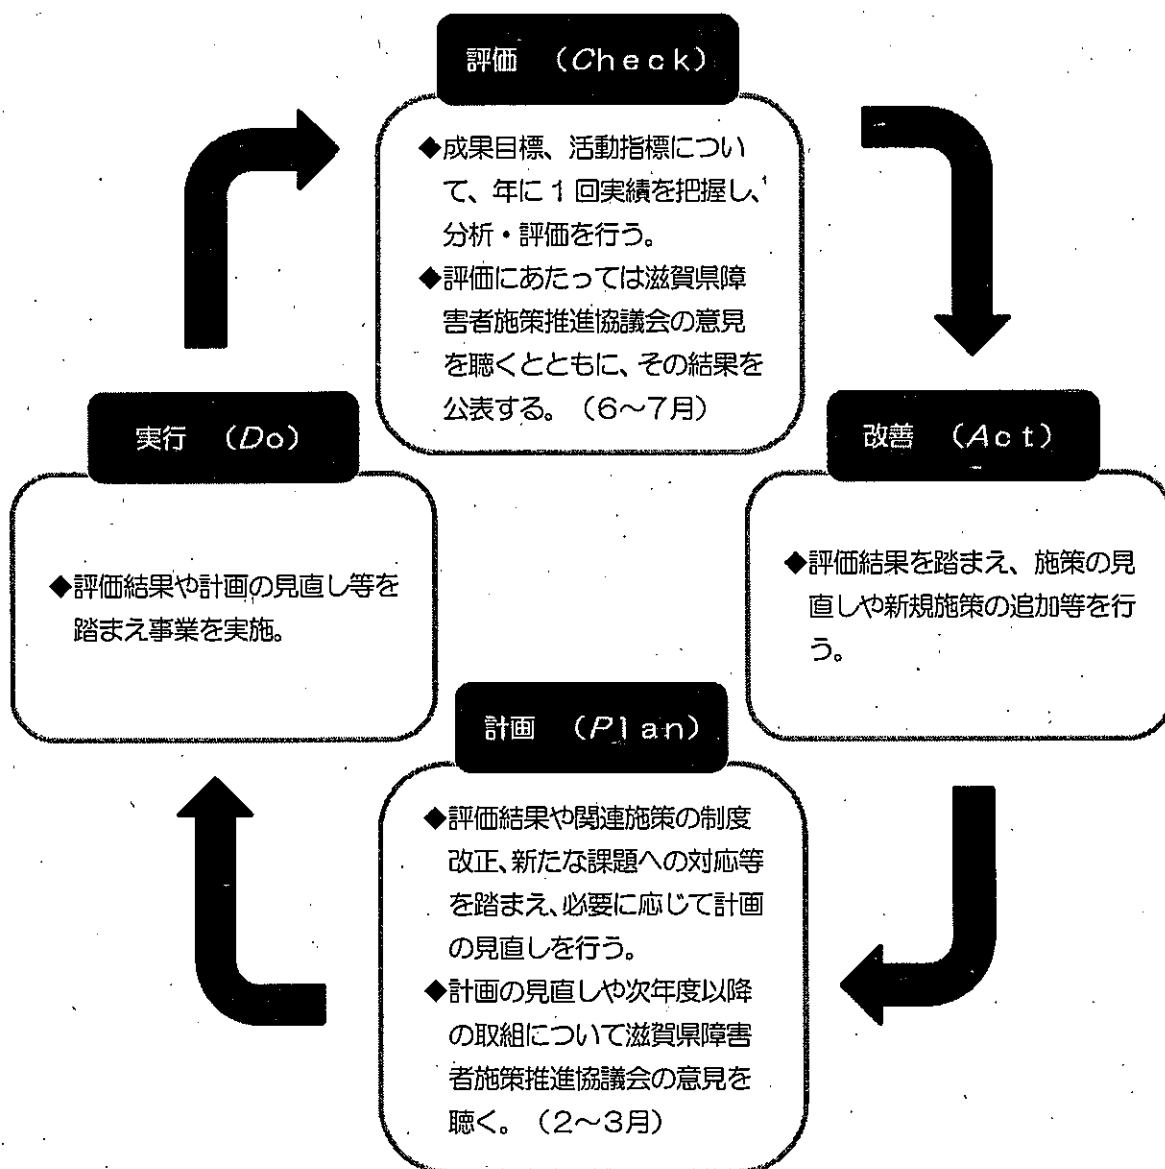 評価 (Check)
◆成果目標、活動指標につい
て、年に1回実績を把握し、
分析・評価を行う。
◆評価にあたっては滋賀県障
害者施策推進協議会の意見
を聴くとともに、その結果を
公表する。(6～7月)
実行 (Do)
◆評価結果や計画の見直し等を
踏まえ事業を実施。
改善 (Act)
◆評価結果を踏まえ、施策の見
直しや新規施策の追加等を行
う。
計画 (Plan)
◆評価結果や関連施策の制度
改正、新たな課題への対応等
を踏まえ、必要に応じて計画
の見直しを行う。
◆計画の見直しや次年度以降
の取組について滋賀県障害
者施策推進協議会の意見を
聴く。(2～3月)